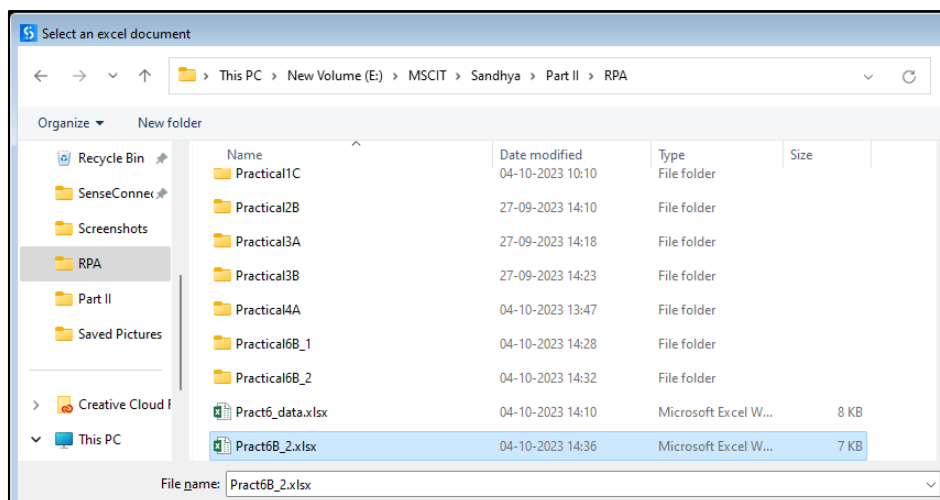 Select an excel document
This PC > New Volume (E:) > MSCIT > Sandhya > Part II > RPA
Organize New folder
Name Date modified Type Size
Recycle Bin
SenseConnec
Screenshots
RPA
Part II
Saved Pictures
Creative Cloud F
This PC
Practical1C 04-10-2023 10:10 File folder
Practical2B 27-09-2023 14:10 File folder
Practical3A 27-09-2023 14:18 File folder
Practical3B 27-09-2023 14:23 File folder
Practical4A 04-10-2023 13:47 File folder
Practical6B_1 04-10-2023 14:28 File folder
Practical6B_2 04-10-2023 14:32 File folder
Pract6_data.xlsx 04-10-2023 14:10 Microsoft Excel W... 8 KB
Pract6B_2.xlsx 04-10-2023 14:36 Microsoft Excel W... 7 KB
File name: Pract6B_2.xlsx